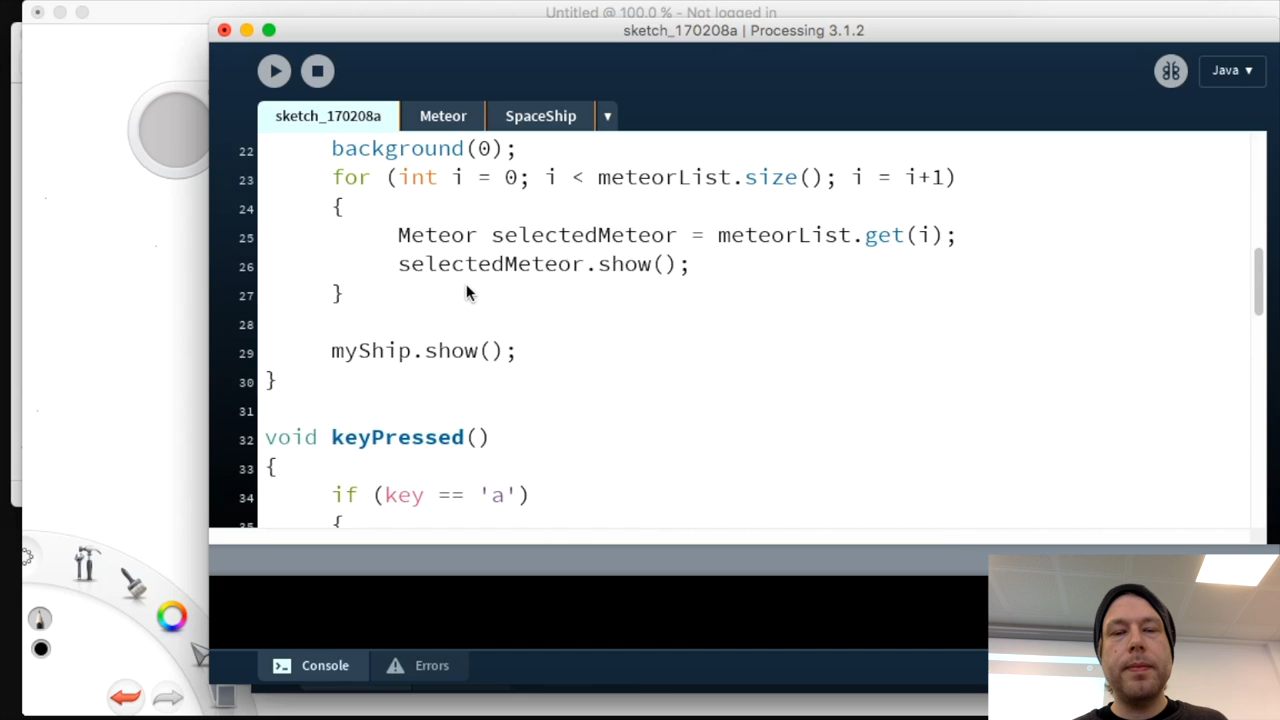 Untitled @ 100.0 % - Not logged in
sketch_170208a | Processing 3.1.2
Java ▼
sketch_170208a Meteor SpaceShip ▼
22 background(0);
23 for (int i = 0; i < meteorList.size(); i = i+1)
24 {
25 Meteor selectedMeteor = meteorList.get(i);
26 selectedMeteor.show();
27 }
28
29 myShip.show();
30 }
31
32 void keyPressed()
33 {
34 if (key == 'a')
35 {
Console Errors